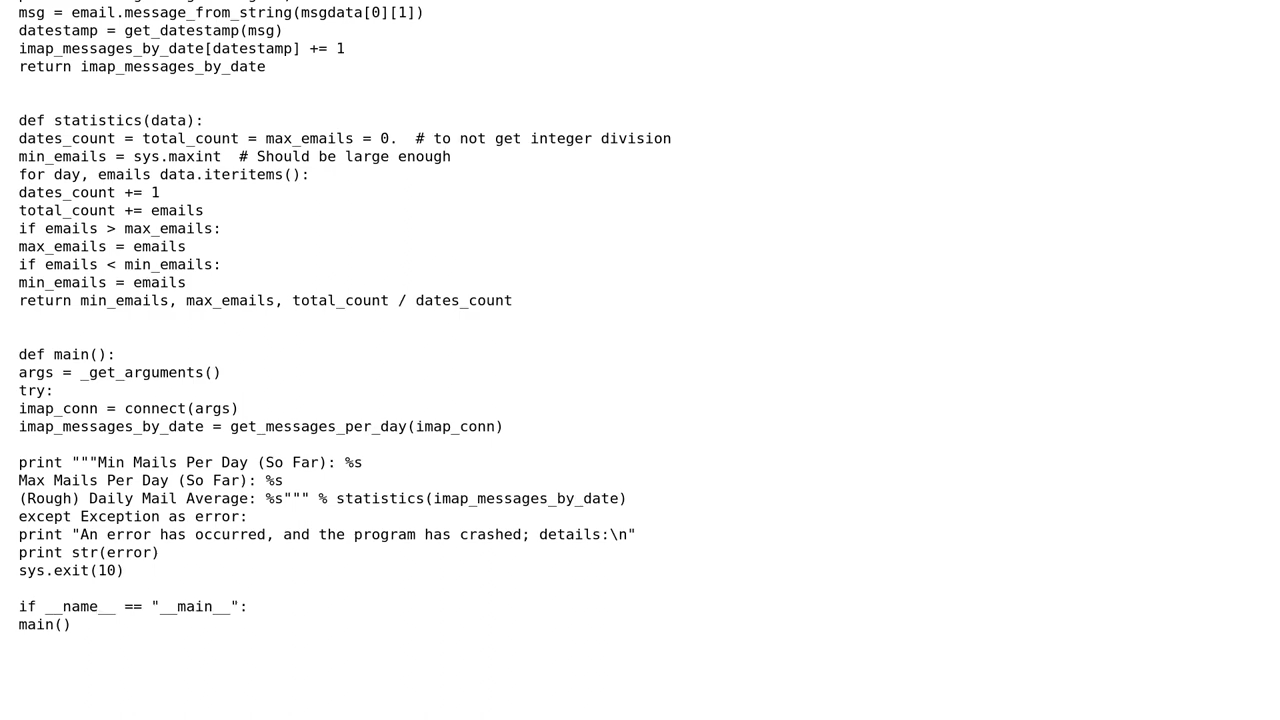 msg = email.message_from_string(msgdata[0][1])
datestamp = get_datestamp(msg)
imap_messages_by_date[datestamp] += 1
return imap_messages_by_date
def statistics(data):
dates_count = total_count = max_emails = 0.  # to not get integer division
min_emails = sys.maxint  # Should be large enough
for day, emails data.iteritems():
dates_count += 1
total_count += emails
if emails > max_emails:
max_emails = emails
if emails < min_emails:
min_emails = emails
return min_emails, max_emails, total_count / dates_count
def main():
args = _get_arguments()
try:
imap_conn = connect(args)
imap_messages_by_date = get_messages_per_day(imap_conn)
print """Min Mails Per Day (So Far): %s
Max Mails Per Day (So Far): %s
(Rough) Daily Mail Average: %s""" % statistics(imap_messages_by_date)
except Exception as error:
print "An error has occurred, and the program has crashed; details:\n"
print str(error)
sys.exit(10)
if __name__ == "__main__":
main()